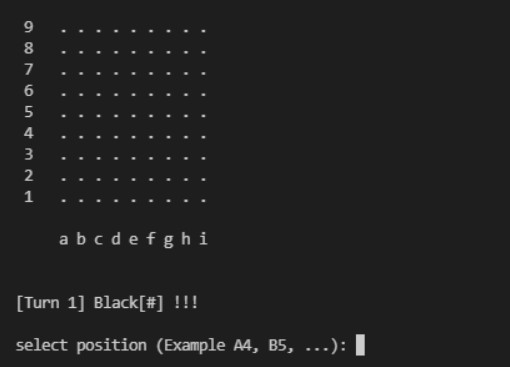 9 . . . . . . . . .
8 . . . . . . . . .
7 . . . . . . . . .
6 . . . . . . . . .
5 . . . . . . . . .
4 . . . . . . . . .
3 . . . . . . . . .
2 . . . . . . . . .
1 . . . . . . . . .
a b c d e f g h i
[Turn 1] Black[#] !!!
select position (Example A4, B5, ...):